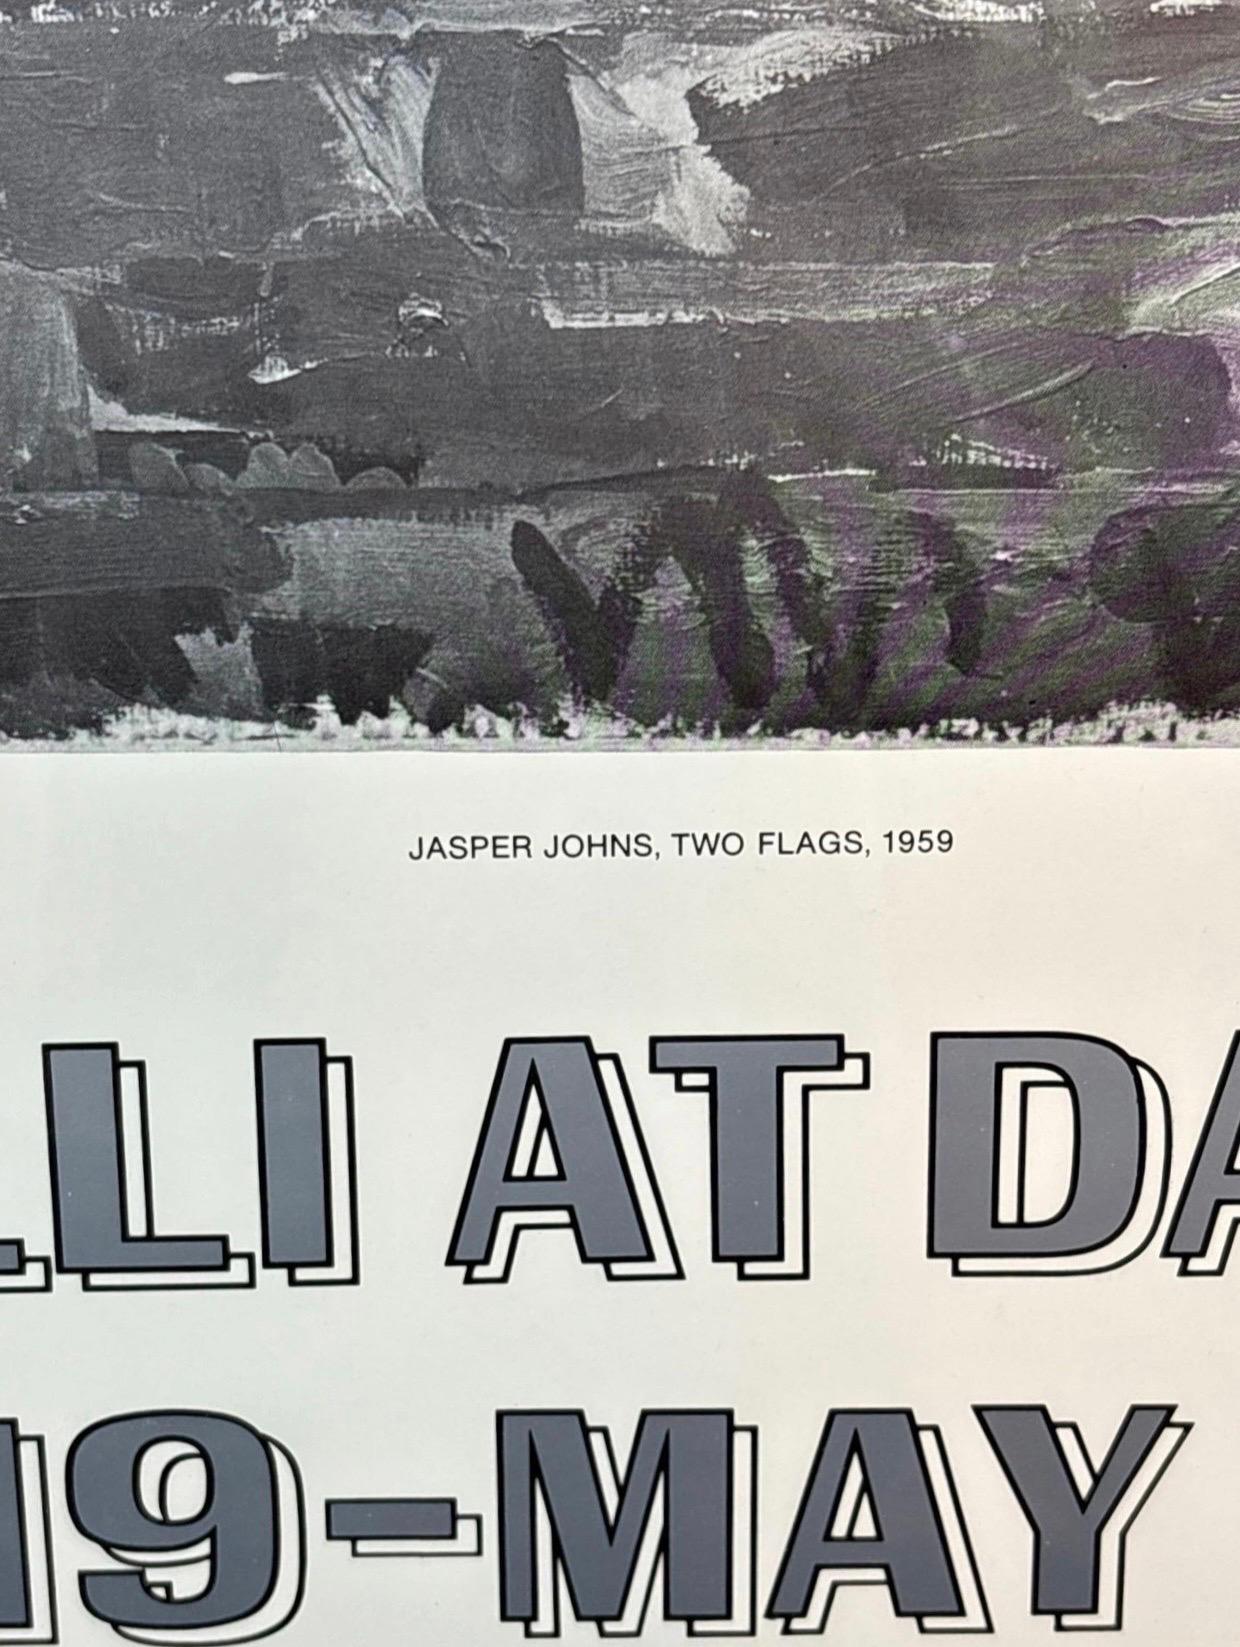 JASPER JOHNS, TWO FLAGS, 1959
LLI AT DA
19-MAY